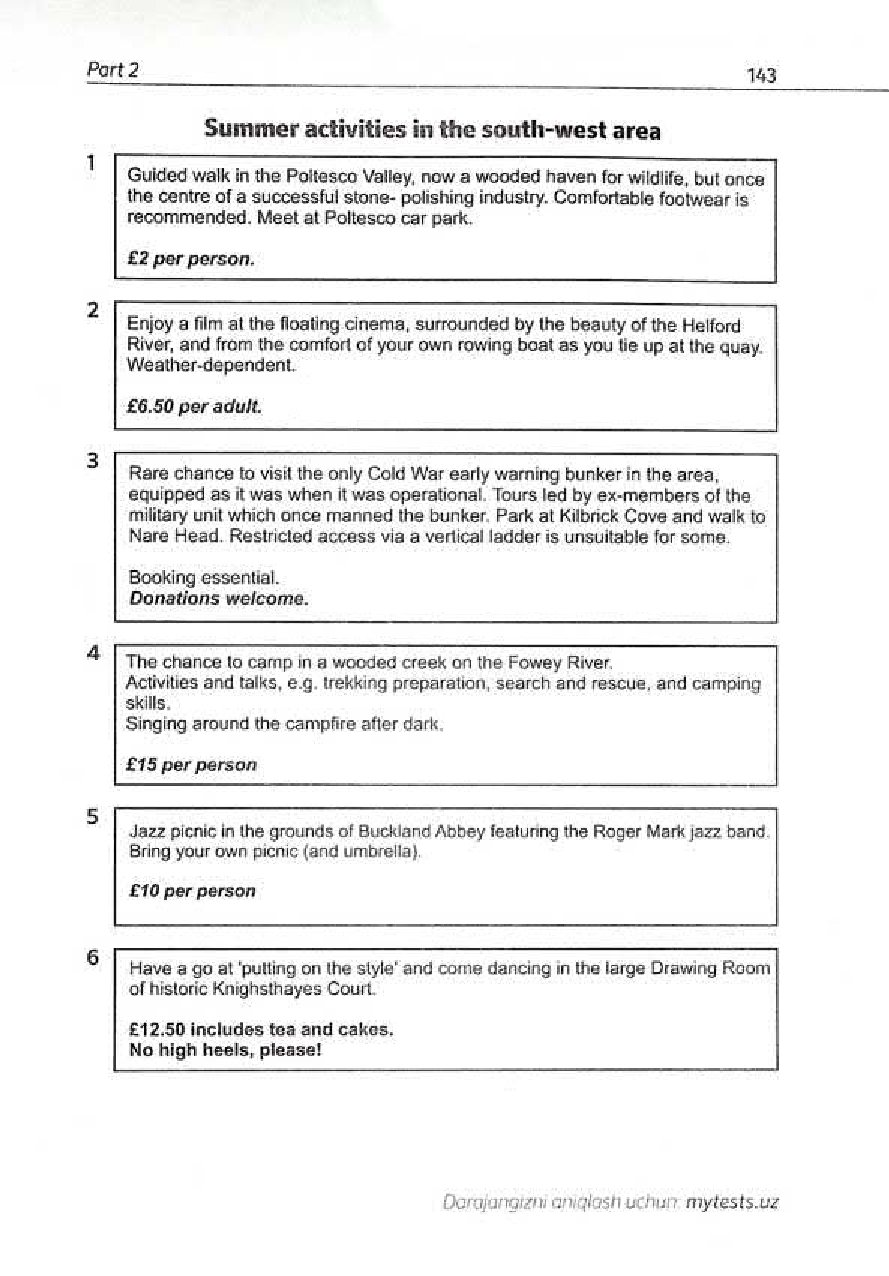 Part 2
143
Summer activities in the south-west area
1
Guided walk in the Poltesco Valley, now a wooded haven for wildlife, but once
the centre of a successful stone- polishing industry. Comfortable footwear is
recommended. Meet at Poltesco car park.
£2 per person.
2
Enjoy a film at the floating cinema, surrounded by the beauty of the Helford
River, and from the comfort of your own rowing boat as you tie up at the quay.
Weather-dependent.
£6.50 per adult.
3
Rare chance to visit the only Cold War early warning bunker in the area,
equipped as it was when it was operational. Tours led by ex-members of the
military unit which once manned the bunker. Park at Kilbrick Cove and walk to
Nare Head. Restricted access via a vertical ladder is unsuitable for some.
Booking essential.
Donations welcome.
4
The chance to camp in a wooded creek on the Fowey River.
Activities and talks, e.g. trekking preparation, search and rescue, and camping
skills.
Singing around the campfire after dark.
£15 per person
5
Jazz picnic in the grounds of Buckland Abbey featuring the Roger Mark jazz band.
Bring your own picnic (and umbrella).
£10 per person
6
Have a go at 'putting on the style' and come dancing in the large Drawing Room
of historic Knighsthayes Court.
£12.50 includes tea and cakes.
No high heels, please!
Darajangizni aniqlash uchun: mytests.uz